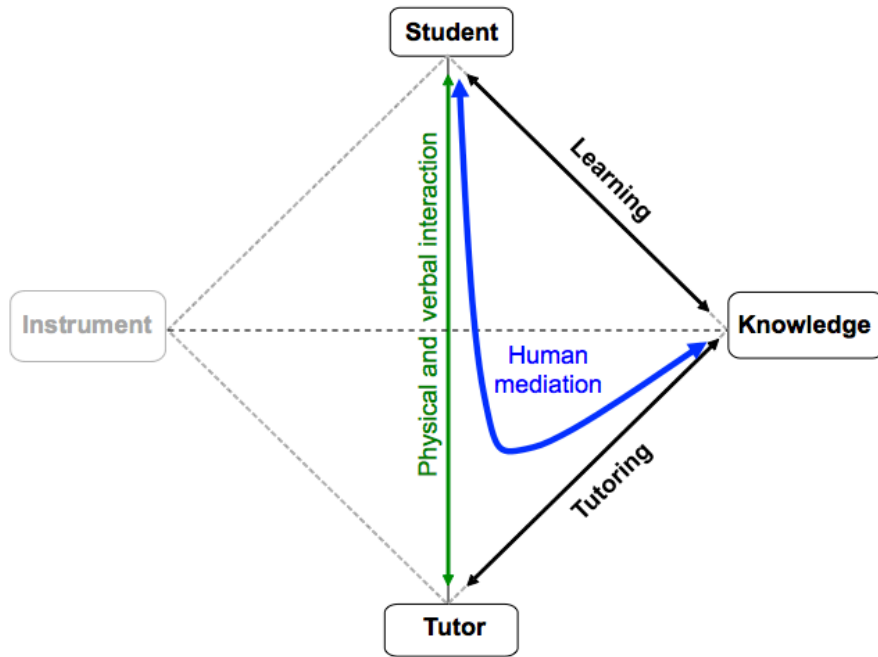 Student
Physical and verbal interaction
Learning
Instrument
Knowledge
Human
mediation
Tutoring
Tutor